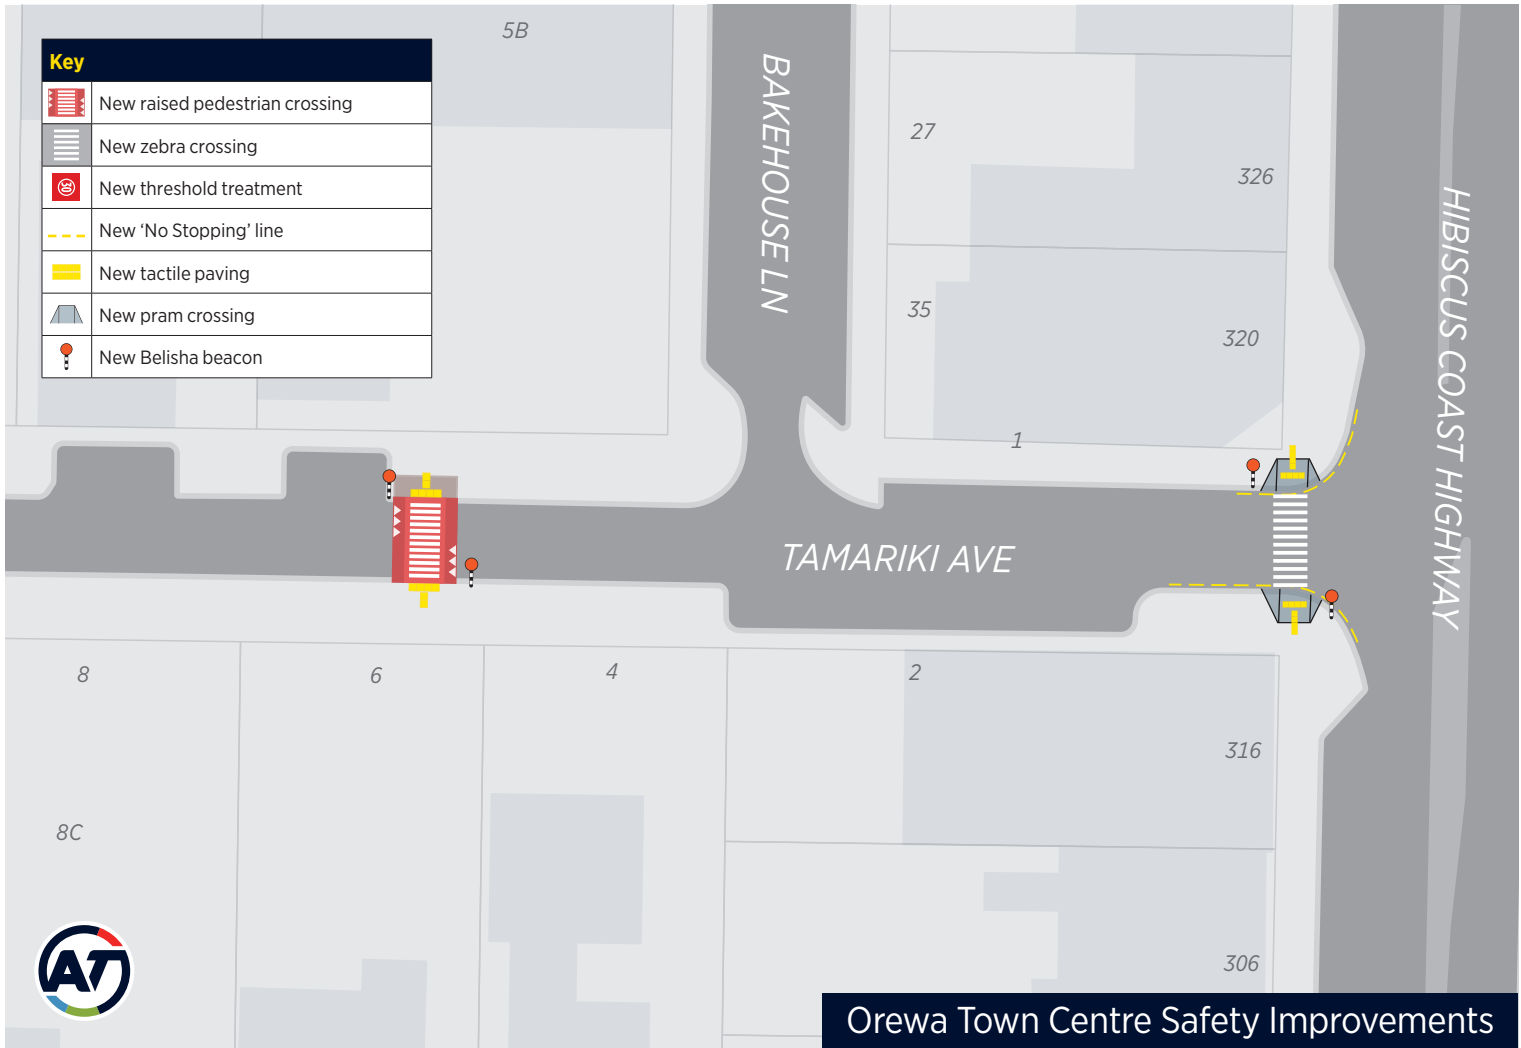 5B
Key
New raised pedestrian crossing
New zebra crossing
New threshold treatment
New ‘No Stopping’ line
New tactile paving
New pram crossing
New Belisha beacon
BAKEHOUSE LN
27
326
HIBISCUS COAST HIGHWAY
35
320
1
TAMARIKI AVE
8
6
4
2
316
8C
306
AT
Orewa Town Centre Safety Improvements